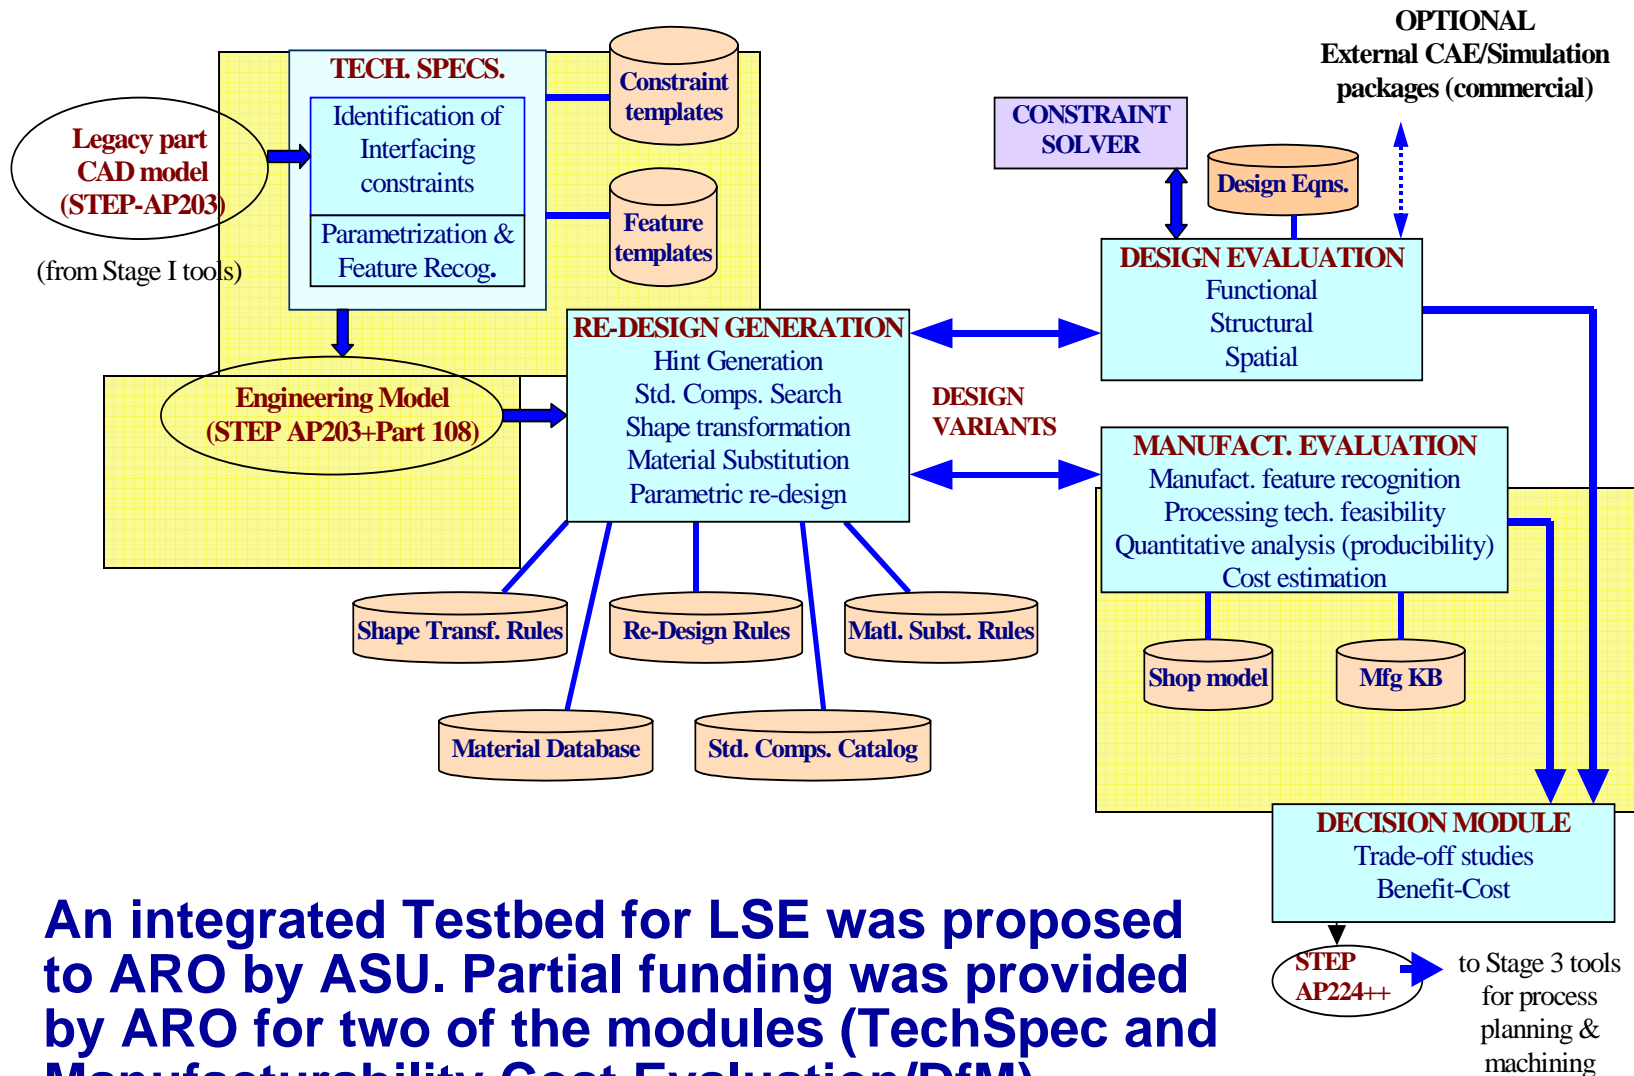 OPTIONAL
External CAE/Simulation
packages (commercial)
TECH. SPECS.
Identification of
Interfacing
constraints
Parametrization &
Feature Recog.
Constraint
templates
Feature
templates
Legacy part
CAD model
(STEP-AP203)
(from Stage I tools)
CONSTRAINT
SOLVER
Design Eqns.
DESIGN EVALUATION
Functional
Structural
Spatial
RE-DESIGN GENERATION
Hint Generation
Std. Comps. Search
Shape transformation
Material Substitution
Parametric re-design
Engineering Model
(STEP AP203+Part 108)
DESIGN
VARIANTS
MANUFACT. EVALUATION
Manufact. feature recognition
Processing tech. feasibility
Quantitative analysis (producibility)
Cost estimation
Shape Transf. Rules
Re-Design Rules
Matl. Subst. Rules
Shop model
Mfg KB
Material Database
Std. Comps. Catalog
DECISION MODULE
Trade-off studies
Benefit-Cost
STEP
AP224++
to Stage 3 tools
for process
planning &
machining
An integrated Testbed for LSE was proposed
to ARO by ASU. Partial funding was provided
by ARO for two of the modules (TechSpec and
Manufacturability Cost Evaluation/DfM)